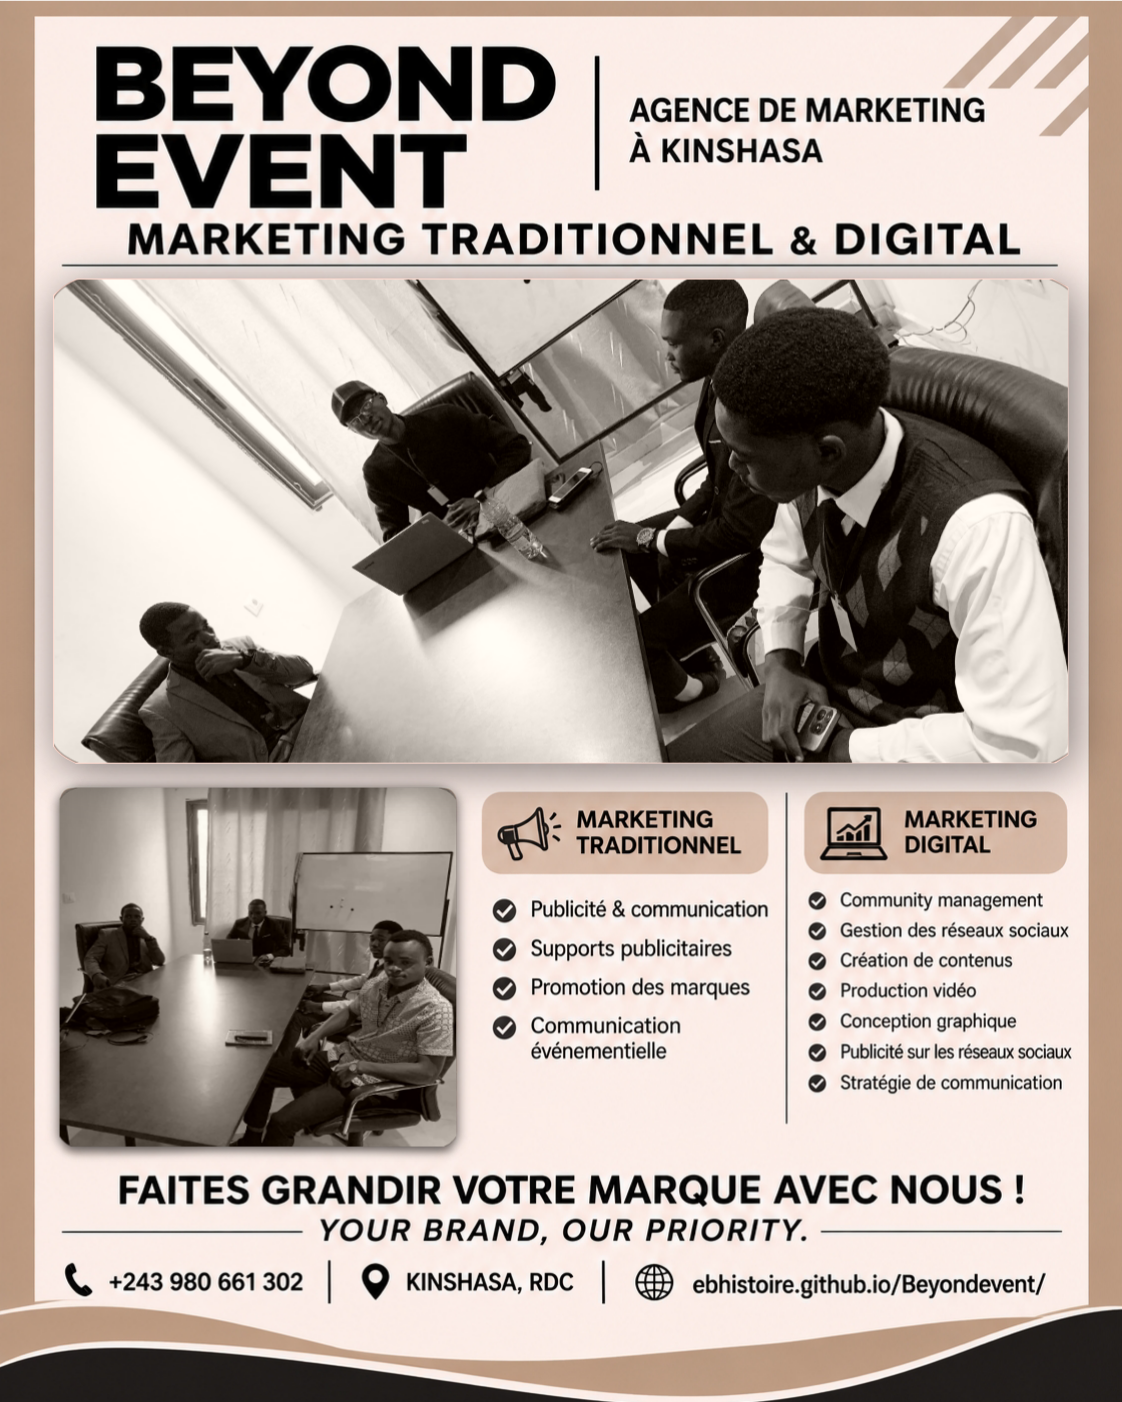 BEYOND
EVENT
AGENCE DE MARKETING
À KINSHASA
MARKETING TRADITIONNEL & DIGITAL
MARKETING
TRADITIONNEL
Publicité & communication
Supports publicitaires
Promotion des marques
Communication
événementielle
MARKETING
DIGITAL
Community management
Gestion des réseaux sociaux
Création de contenus
Production vidéo
Conception graphique
Publicité sur les réseaux sociaux
Stratégie de communication
FAITES GRANDIR VOTRE MARQUE AVEC NOUS !
YOUR BRAND, OUR PRIORITY.
+243 980 661 302
KINSHASA, RDC
ebhistoire.github.io/Beyondevent/